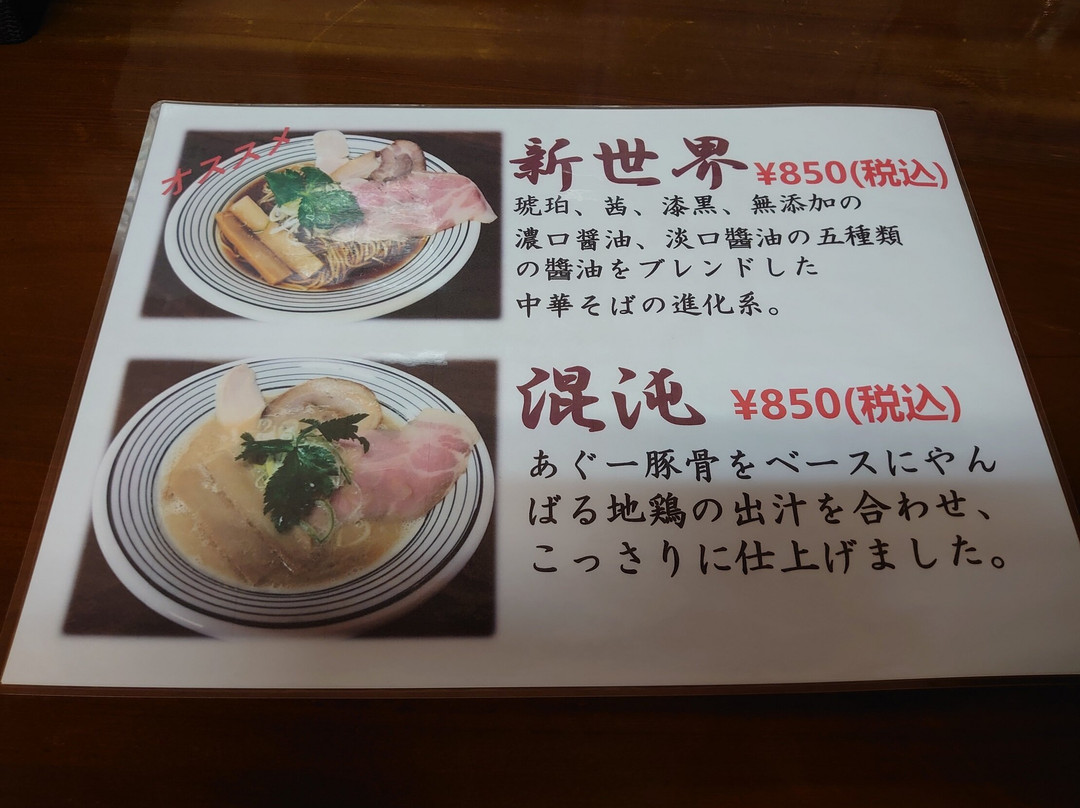 オススメ
新世界 ¥850(税込)
琥珀、茜、漆黒、無添加の
濃口醤油、淡口醬油の五種類
の醬油をブレンドした
中華そばの進化系。
混沌 ¥850(税込)
あぐー豚骨をベースにやん
ばる地鶏の出汁を合わせ、
こっさりに仕上げました。